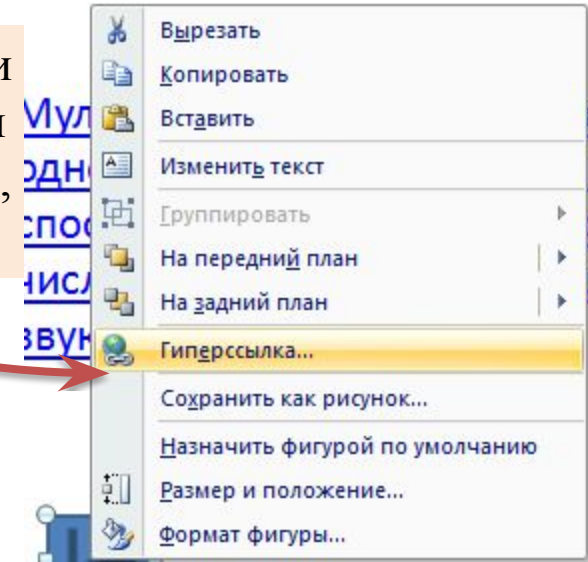 Вырезать
Копировать
Вставить
Изменить текст
Группировать
На передний план
На задний план
Гиперссылка...
Сохранить как рисунок...
Назначить фигурой по умолчанию
Размер и положение...
Формат фигуры...